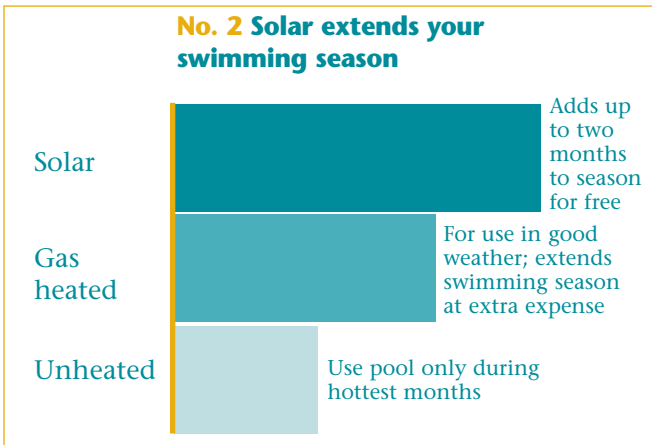 No. 2 Solar extends your
swimming season
Solar
Adds up
to two
months
to season
for free
Gas
heated
For use in good
weather; extends
swimming season
at extra expense
Unheated
Use pool only during
hottest months